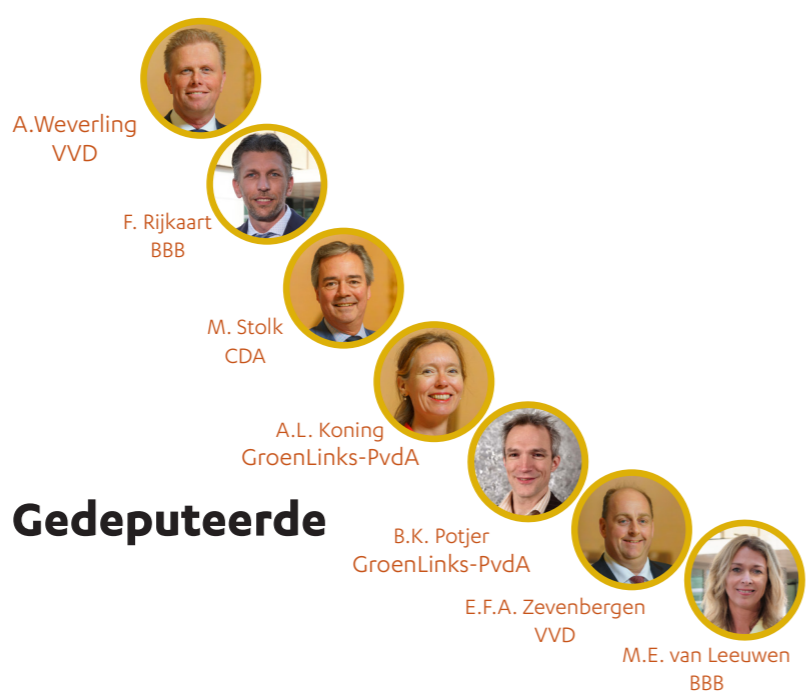 A.Weverling
VVD
F. Rijkaart
BBB
M. Stolk
CDA
A.L. Koning
GroenLinks-PvdA
Gedeputeerde
B.K. Potjer
GroenLinks-PvdA
E.F.A. Zevenbergen
VVD
M.E. van Leeuwen
BBB